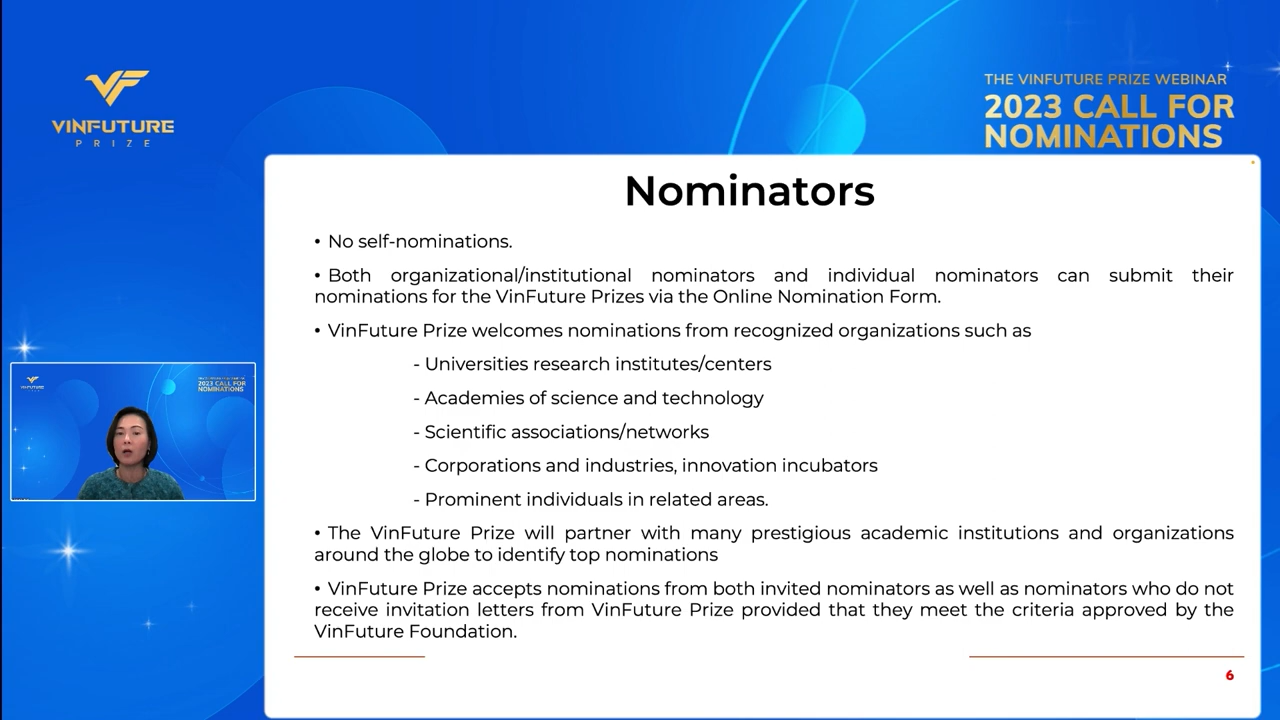 VINFUTURE
PRIZE
THE VINFUTURE PRIZE WEBINAR
2023 CALL FOR
NOMINATIONS
Nominators
• No self-nominations.
• Both organizational/institutional nominators and individual nominators can submit their
nominations for the VinFuture Prizes via the Online Nomination Form.
• VinFuture Prize welcomes nominations from recognized organizations such as
- Universities research institutes/centers
- Academies of science and technology
- Scientific associations/networks
- Corporations and industries, innovation incubators
- Prominent individuals in related areas.
• The VinFuture Prize will partner with many prestigious academic institutions and organizations
around the globe to identify top nominations
• VinFuture Prize accepts nominations from both invited nominators as well as nominators who do not
receive invitation letters from VinFuture Prize provided that they meet the criteria approved by the
VinFuture Foundation.
6
VINFUTURE
2023 CALL FOR
NOMINATIONS